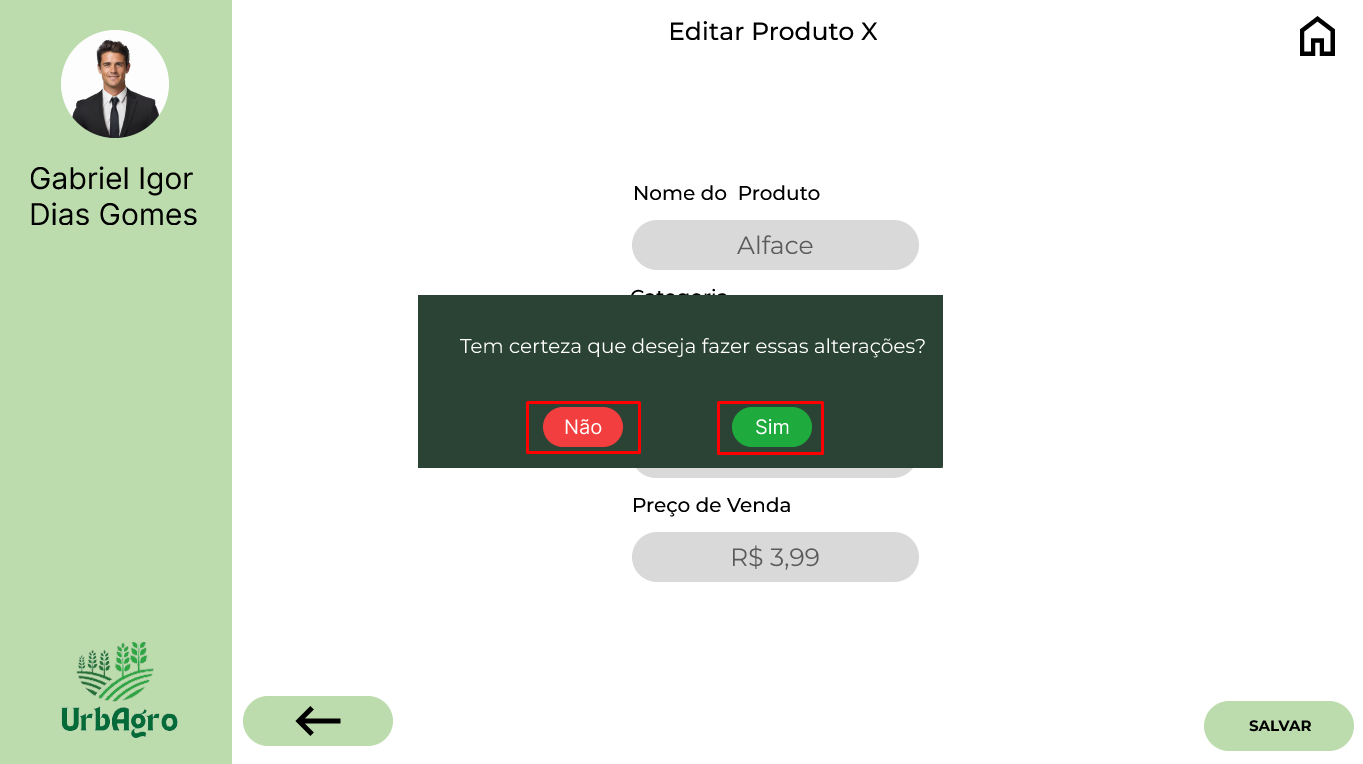 Editar Produto X
Gabriel Igor
Dias Gomes
Nome do Produto
Alface
Categoria
Tem certeza que deseja fazer essas alterações?
Não
Sim
Preço de Venda
R$ 3,99
UrbAgro
SALVAR